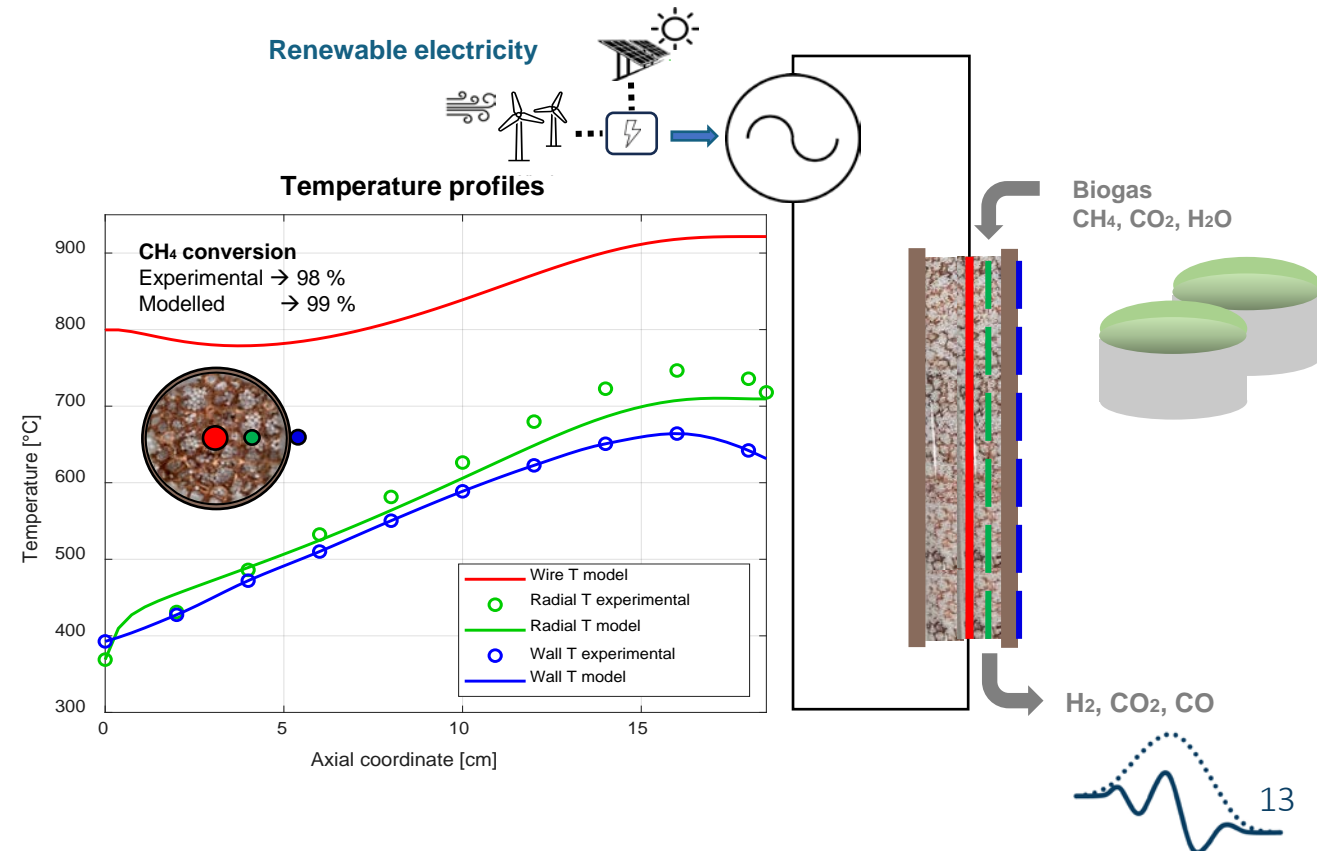 Renewable electricity
Temperature profiles
CH₄ conversion
Experimental → 98 %
Modelled → 99 %
Temperature [°C]
900
800
700
600
500
400
300
0
5
10
15
Axial coordinate [cm]
Wire T model
Radial T experimental
Radial T model
Wall T experimental
Wall T model
Biogas
CH₄, CO₂, H₂O
H₂, CO₂, CO
13